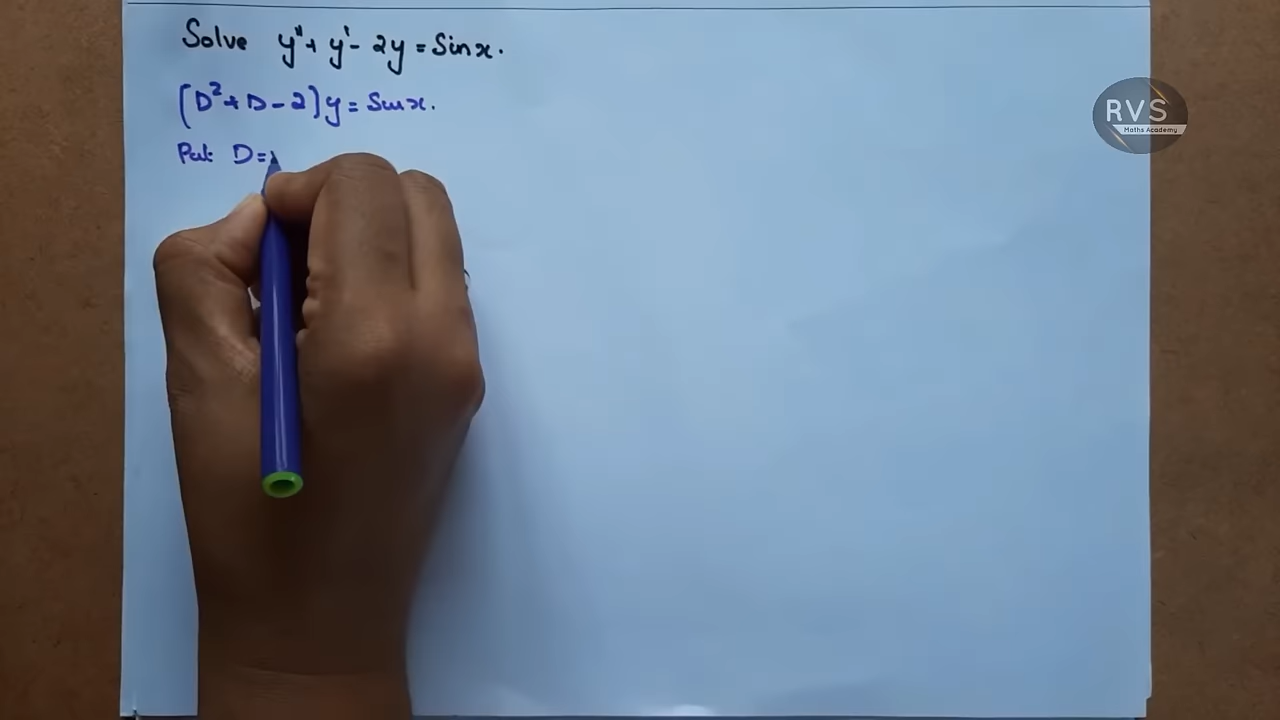 Solve y"+ y'- 2y = Sin x.
(D²+D-2)y = Sin x.
Put D=
RVS
Maths Academy